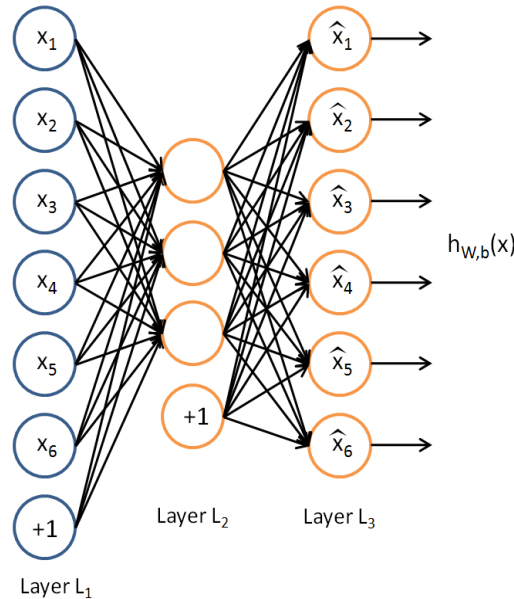 x₁
x₂
x₃
x₄
x₅
x₆
+1
Layer L₁
+1
Layer L₂
x̂₁
x̂₂
x̂₃
x̂₄
x̂₅
x̂₆
Layer L₃
h_W,b(x)